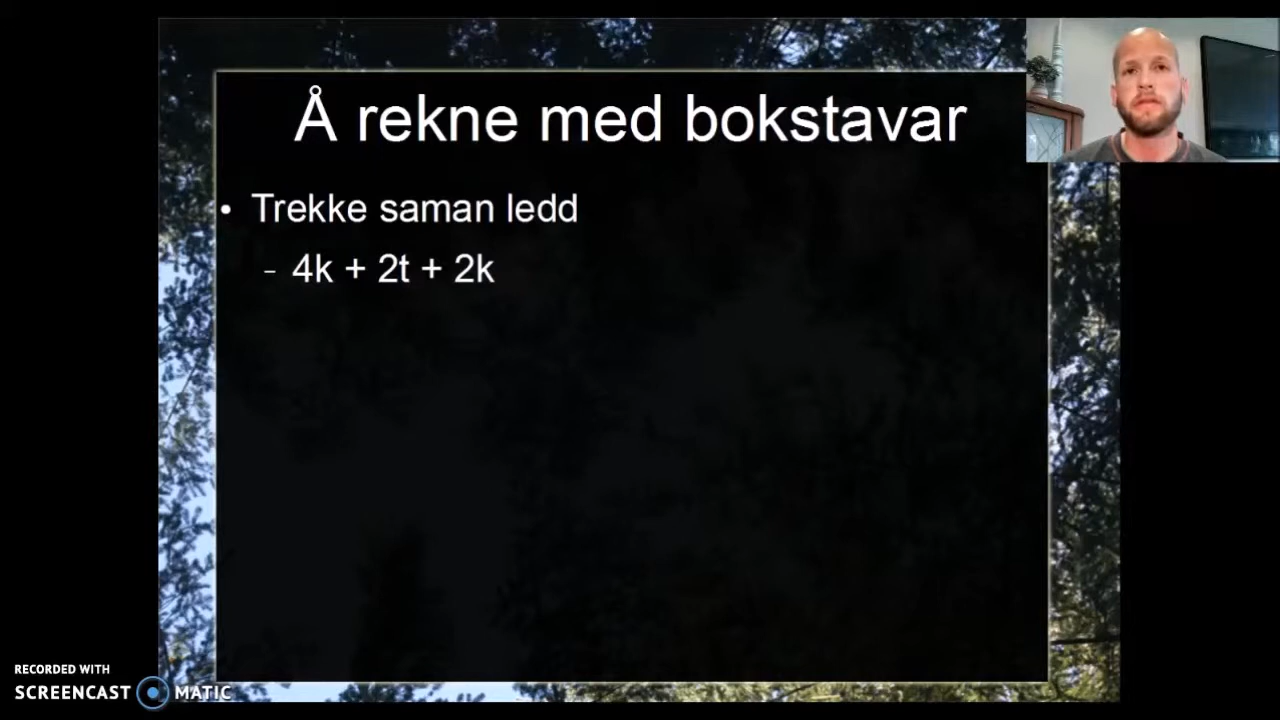 Å rekne med bokstavar
• Trekke saman ledd
– 4k + 2t + 2k
RECORDED WITH
SCREENCAST MATIC